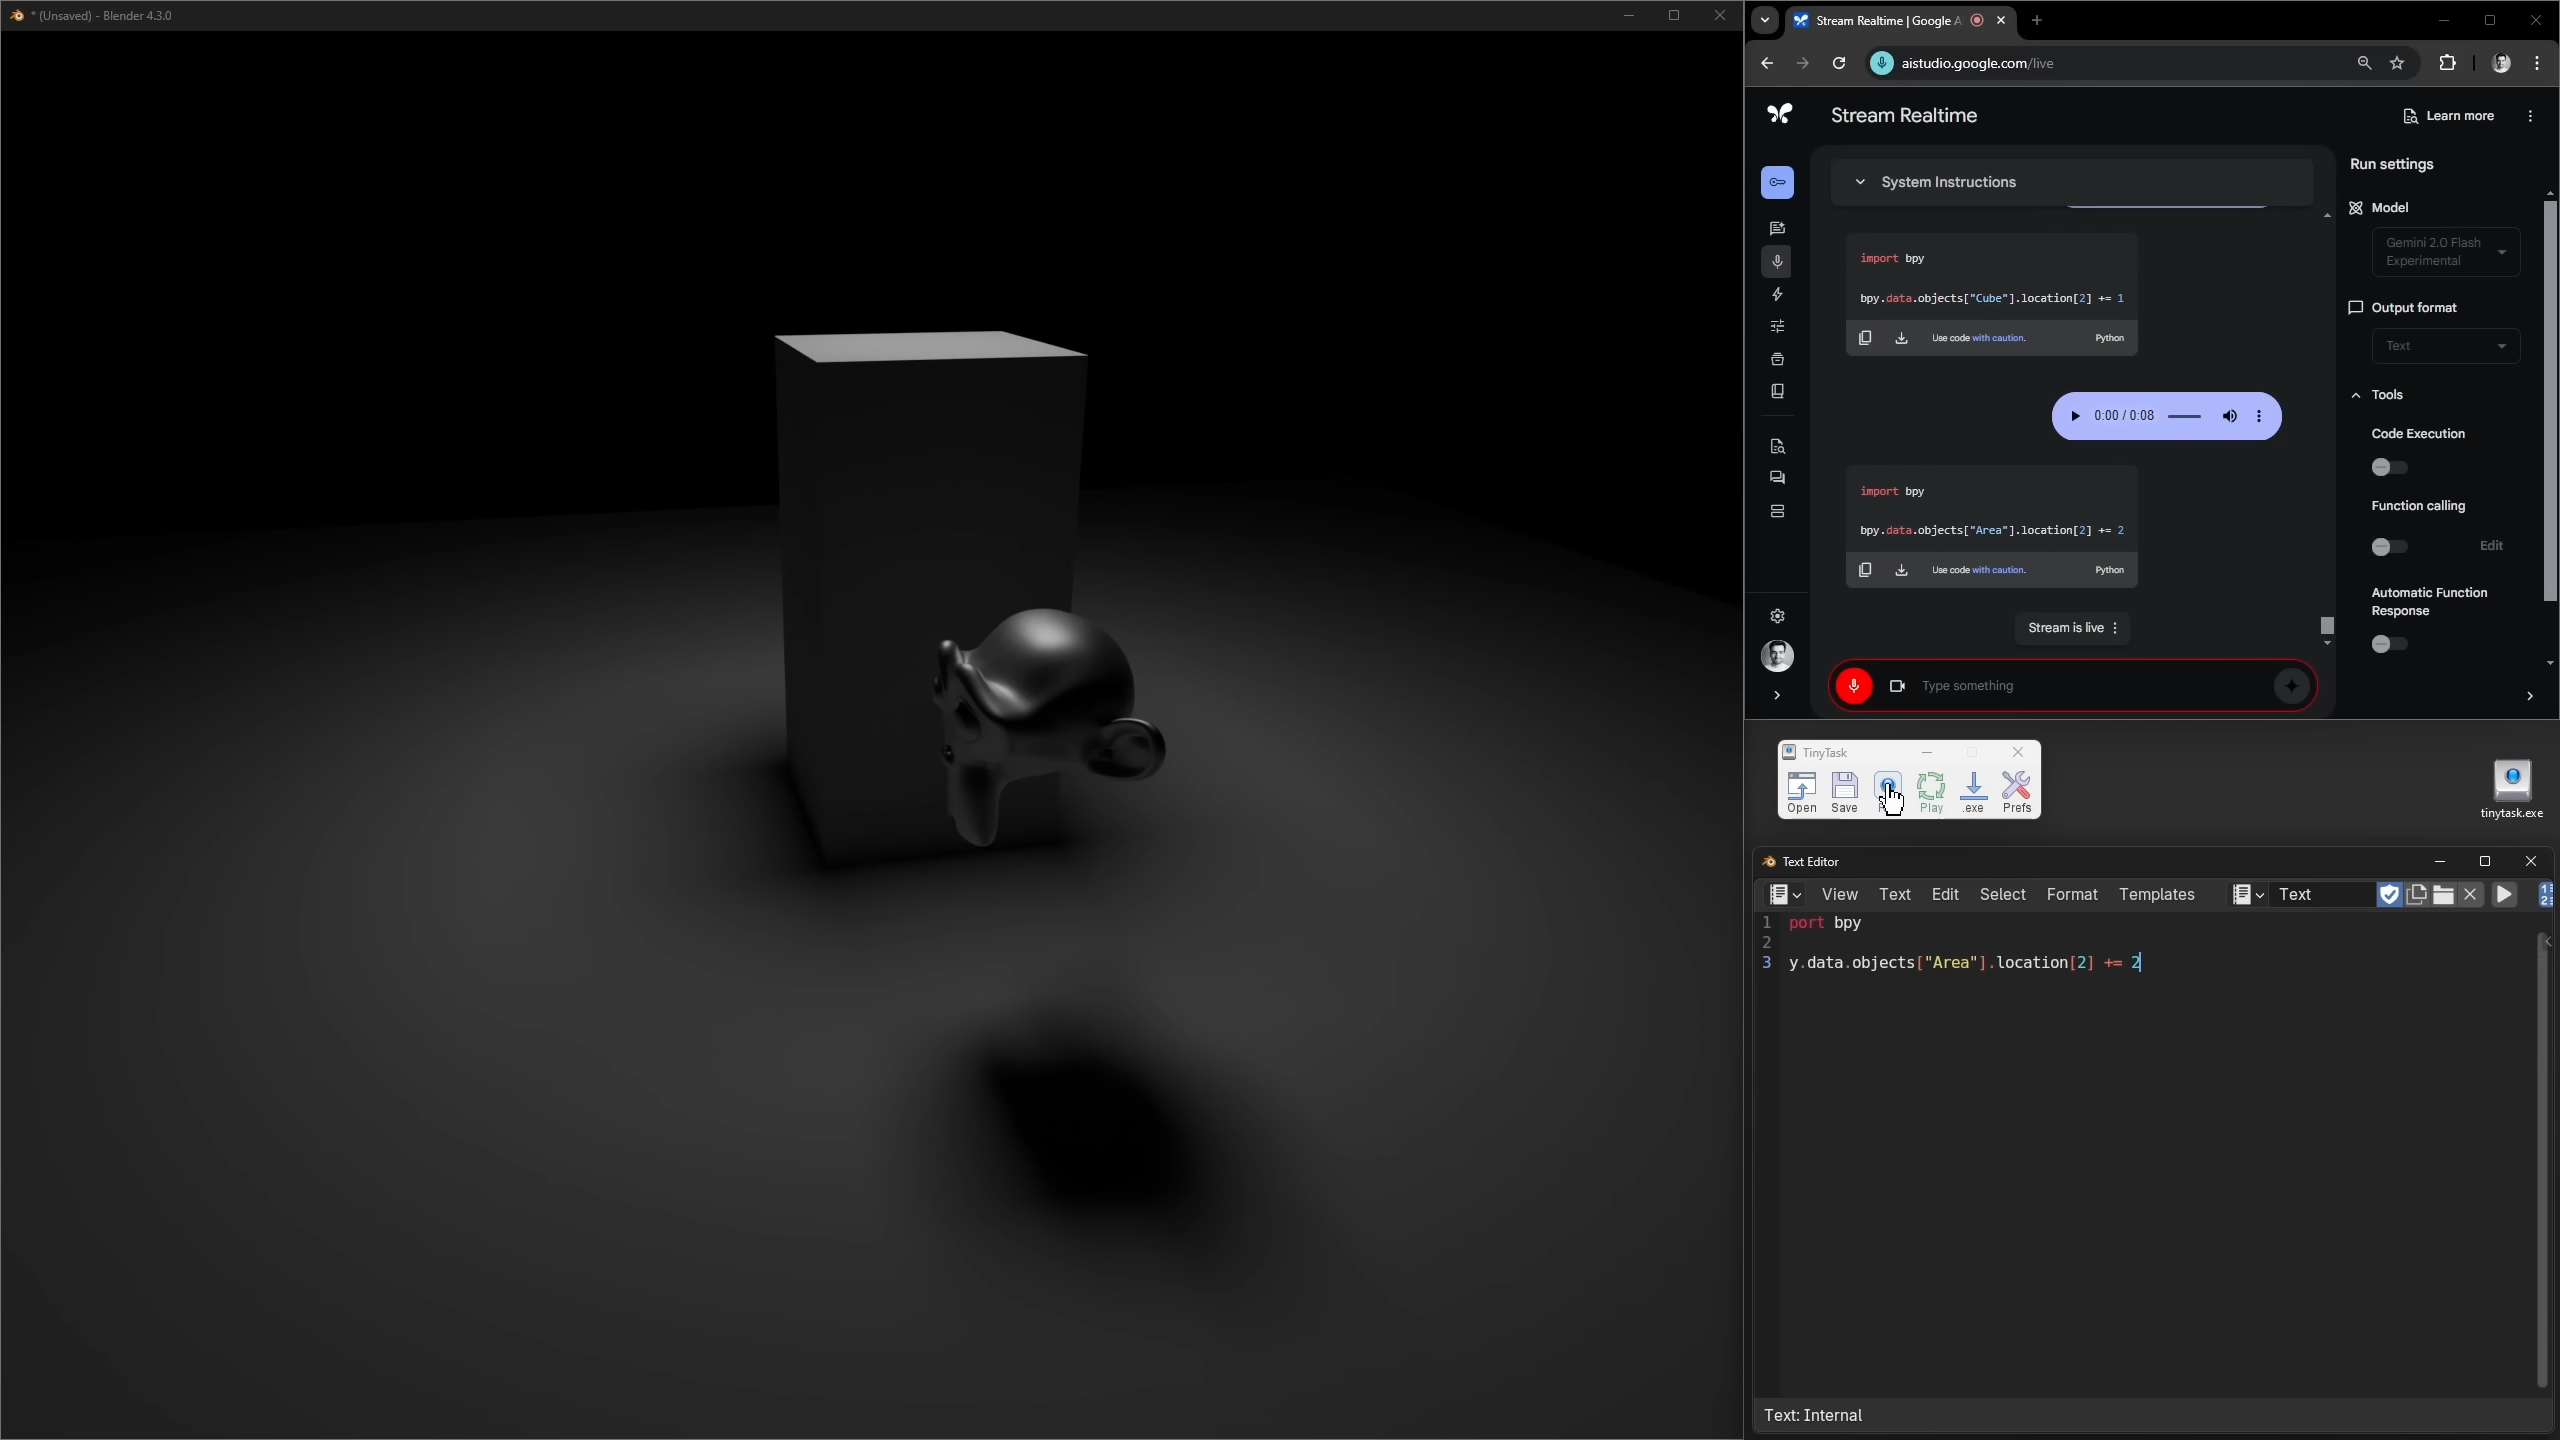 * (Unsaved) - Blender 4.3.0
Stream Realtime | Google A
aistudio.google.com/live
Stream Realtime
Learn more
System Instructions
import bpy
bpy.data.objects["Cube"].location[2] += 1
Use code with caution.
Python
0:00 / 0:08
import bpy
bpy.data.objects["Area"].location[2] += 2
Use code with caution.
Python
Stream is live
Type something
Run settings
Model
Gemini 2.0 Flash
Experimental
Output format
Text
Tools
Code Execution
Function calling
Edit
Automatic Function
Response
TinyTask
Open
Save
Play
.exe
Prefs
tinytask.exe
Text Editor
View Text Edit Select Format Templates
Text
1 port bpy
2
3 y.data.objects["Area"].location[2] += 2
Text: Internal